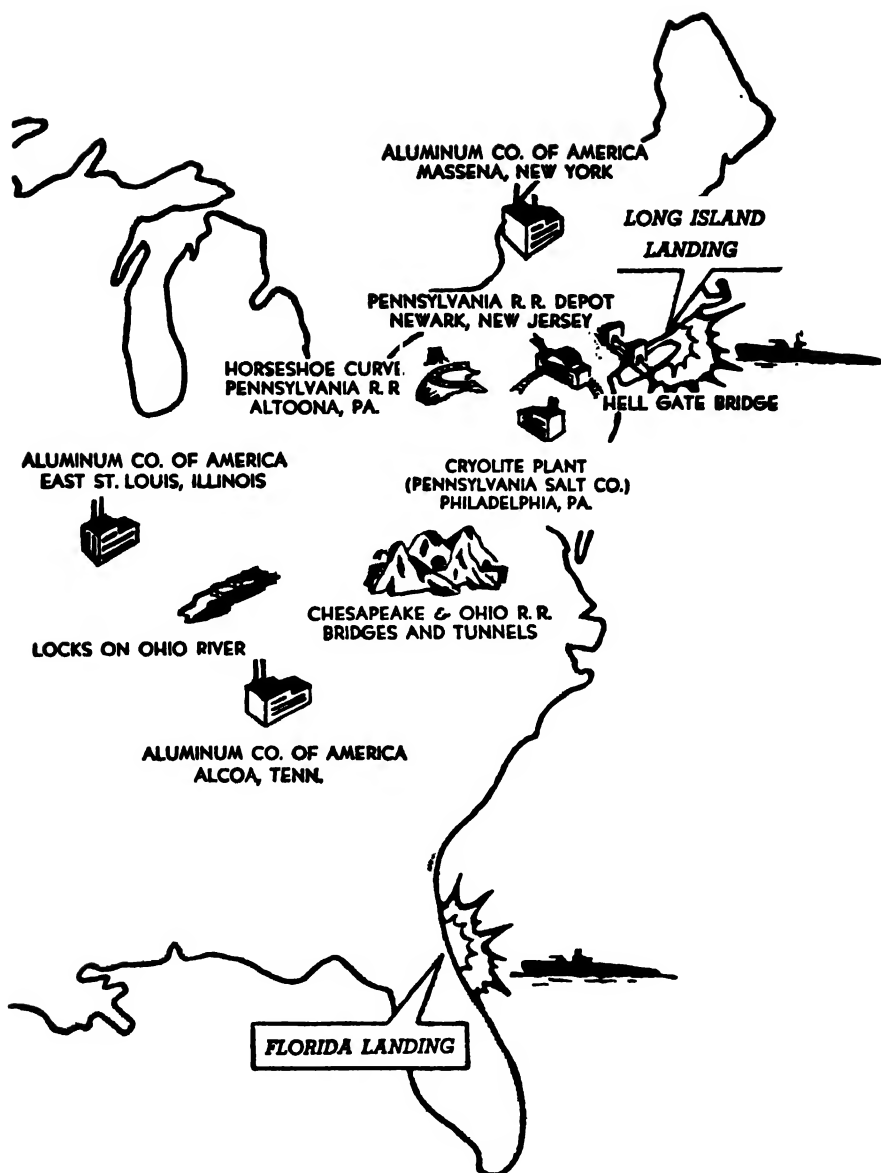 ALUMINUM CO. OF AMERICA
MASSENA, NEW YORK
LONG ISLAND
LANDING
PENNSYLVANIA R. R. DEPOT
NEWARK, NEW JERSEY
HORSESHOE CURVE
PENNSYLVANIA R. R
ALTOONA, PA.
HELL GATE BRIDGE
ALUMINUM CO. OF AMERICA
EAST ST. LOUIS, ILLINOIS
CRYOLITE PLANT
(PENNSYLVANIA SALT CO.)
PHILADELPHIA, PA.
CHESAPEAKE & OHIO R. R.
BRIDGES AND TUNNELS
LOCKS ON OHIO RIVER
ALUMINUM CO. OF AMERICA
ALCOA, TENN.
FLORIDA LANDING